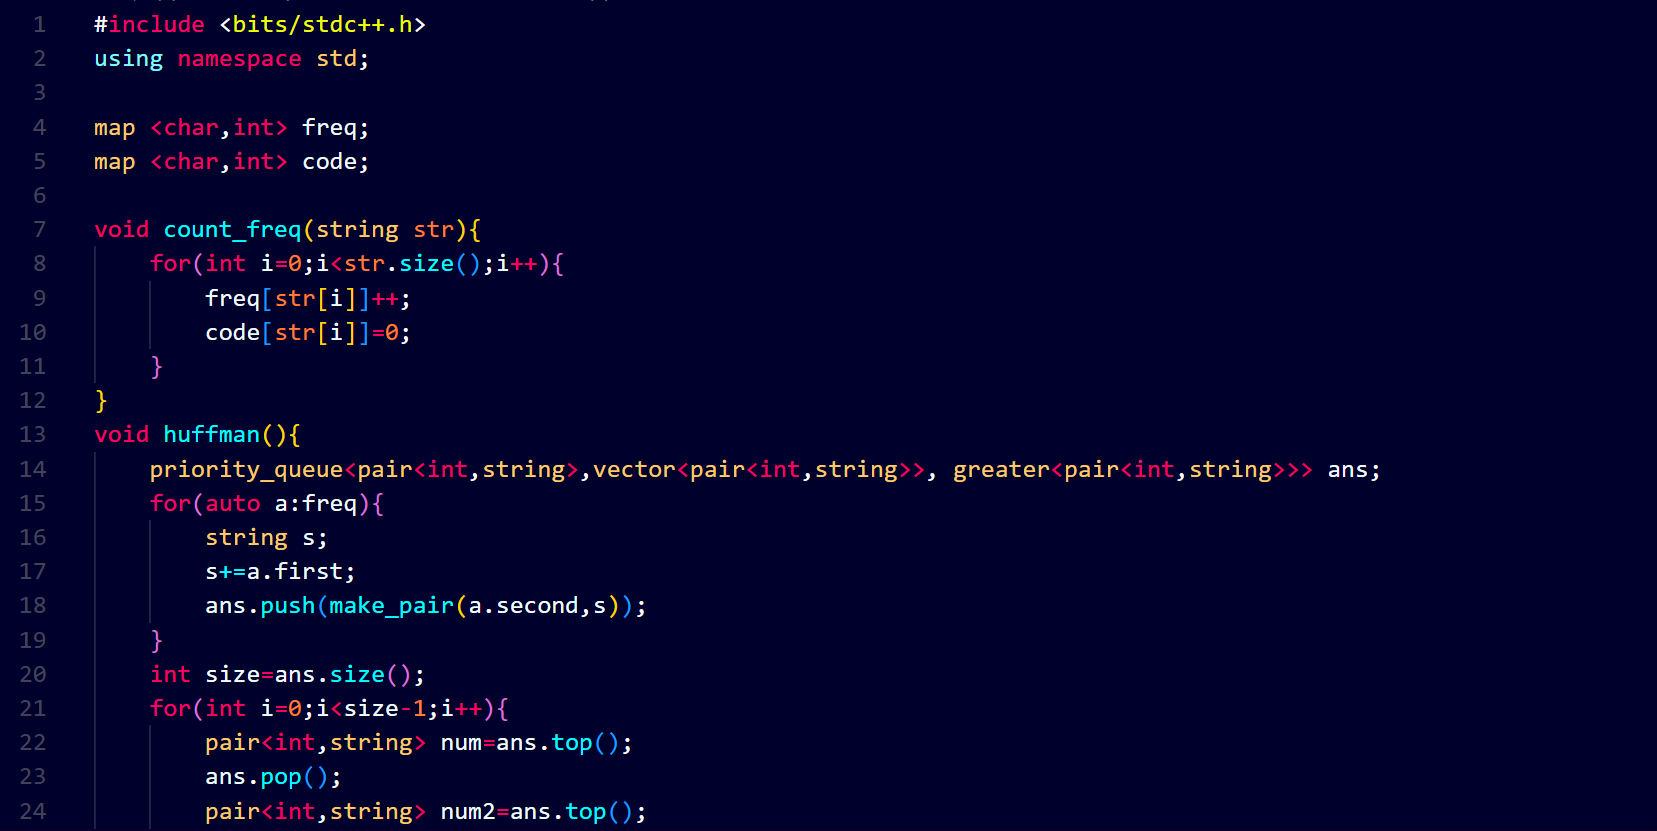 1 #include <bits/stdc++.h>
2 using namespace std;
3
4 map <char,int> freq;
5 map <char,int> code;
6
7 void count_freq(string str){
8     for(int i=0;i<str.size();i++){
9         freq[str[i]]++;
10         code[str[i]]=0;
11     }
12 }
13 void huffman(){
14     priority_queue<pair<int,string>,vector<pair<int,string>>, greater<pair<int,string>>> ans;
15     for(auto a:freq){
16         string s;
17         s+=a.first;
18         ans.push(make_pair(a.second,s));
19     }
20     int size=ans.size();
21     for(int i=0;i<size-1;i++){
22         pair<int,string> num=ans.top();
23         ans.pop();
24         pair<int,string> num2=ans.top();